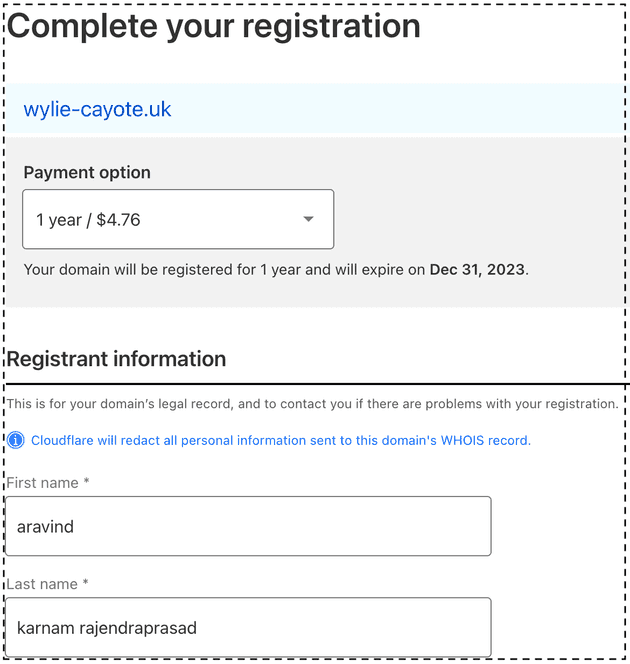 Complete your registration
wylie-cayote.uk
Payment option
1 year / $4.76
Your domain will be registered for 1 year and will expire on Dec 31, 2023.
Registrant information
This is for your domain's legal record, and to contact you if there are problems with your registration.
Cloudflare will redact all personal information sent to this domain's WHOIS record.
First name *
aravind
Last name *
karnam rajendraprasad